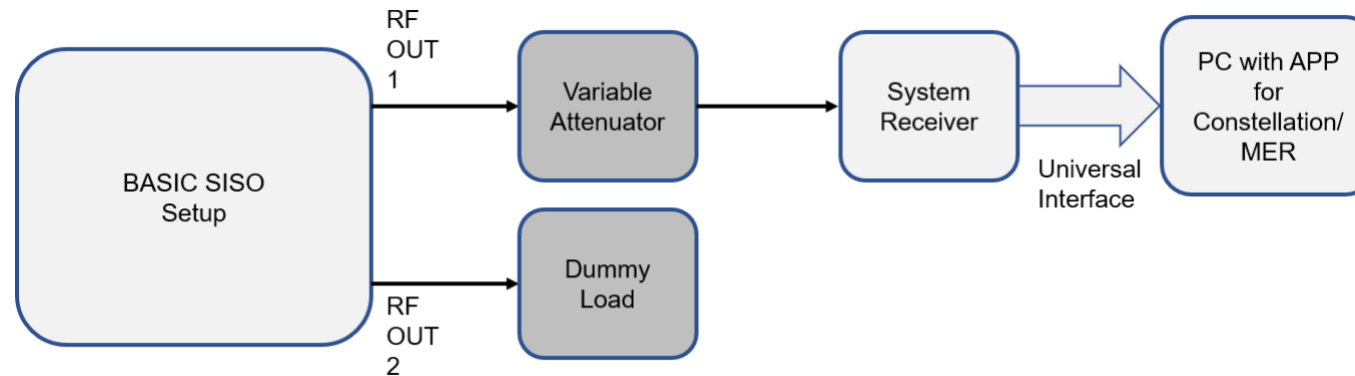 BASIC SISO
Setup
RF
OUT
1
Variable
Attenuator
System
Receiver
Universal
Interface
PC with APP
for
Constellation/
MER
RF
OUT
2
Dummy
Load